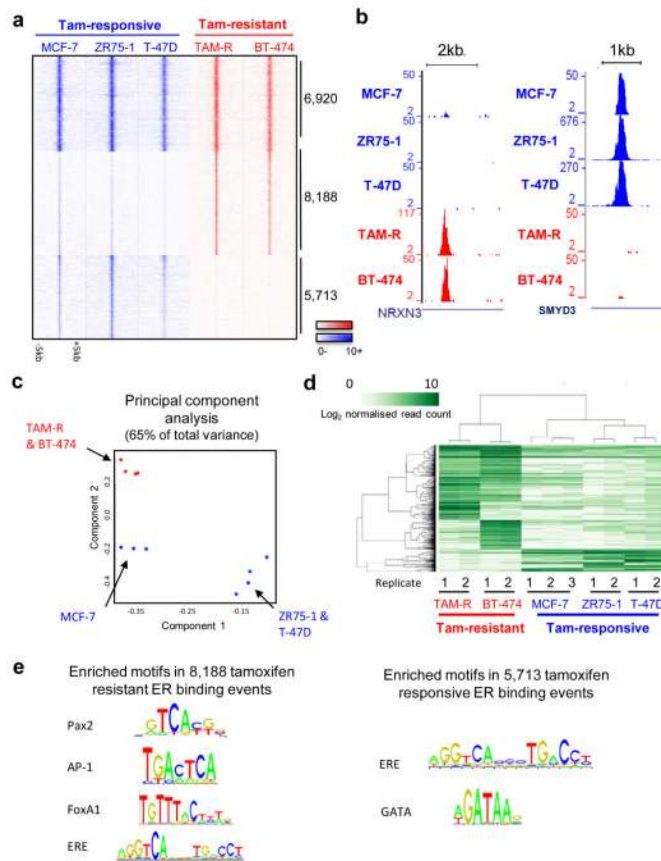 a
Tam-responsive Tam-resistant
MCF-7 ZR75-1 T-47D TAM-R BT-474
6,920
8,188
5,713
-5kb +5kb
0- 10+
b
2kb. 1kb
50 50
MCF-7 MCF-7
2 2
50 676
ZR75-1 ZR75-1
2 2
50 270
T-47D T-47D
2 2
117 50
TAM-R TAM-R
2 2
50 50
BT-474 BT-474
2 2
NRXN3 SMYD3
c
Principal component
analysis
(65% of total variance)
TAM-R
& BT-474
Component 2
0.2
0.0
-0.2
-0.4
MCF-7
ZR75-1 &
T-47D
-0.35 -0.15
Component 1
d
0 10
Log2 normalised read count
Replicate 1 2 1 2 1 2 3 1 2 1 2
TAM-R BT-474 MCF-7 ZR75-1 T-47D
Tam-resistant Tam-responsive
e
Enriched motifs in 8,188 tamoxifen
resistant ER binding events
Pax2
AP-1
FoxA1
ERE
Enriched motifs in 5,713 tamoxifen
responsive ER binding events
ERE
GATA